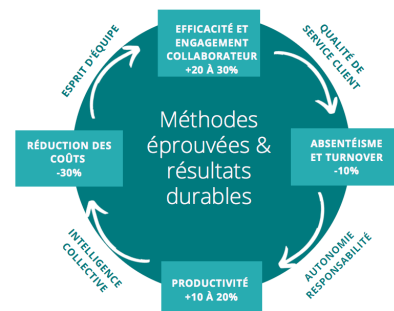 EFFICACITÉ ET
ENGAGEMENT
COLLABORATEUR
+20 À 30%
QUALITÉ DE
SERVICE CLIENT
ABSENTÉISME
ET TURNOVER
-10%
AUTONOMIE
RESPONSABILITÉ
PRODUCTIVITÉ
+10 À 20%
INTELLIGENCE
COLLECTIVE
RÉDUCTION DES
COÛTS
-30%
ESPRIT D'ÉQUIPE
Méthodes
éprouvées &
résultats
durables